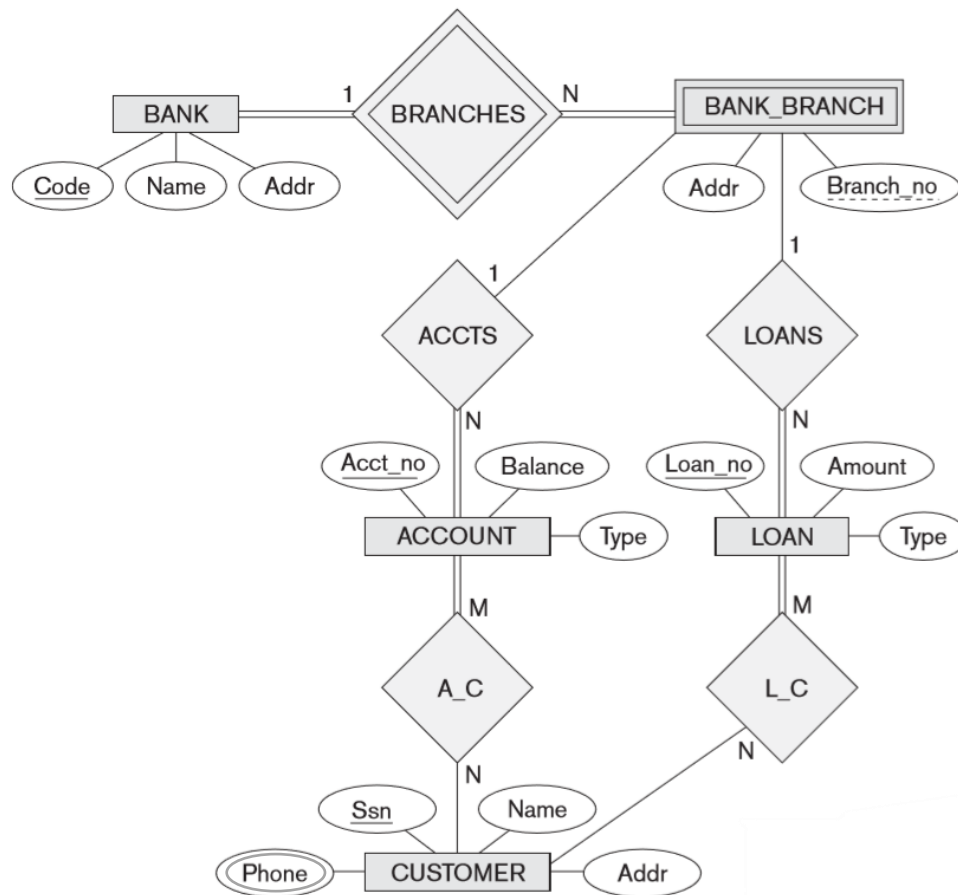 1
N
BANK
BRANCHES
BANK_BRANCH
Code
Name
Addr
Addr
Branch_no
1
1
ACCTS
LOANS
N
N
Acct_no
Balance
Loan_no
Amount
ACCOUNT
Type
LOAN
Type
M
M
A_C
L_C
N
N
Ssn
Name
Phone
CUSTOMER
Addr